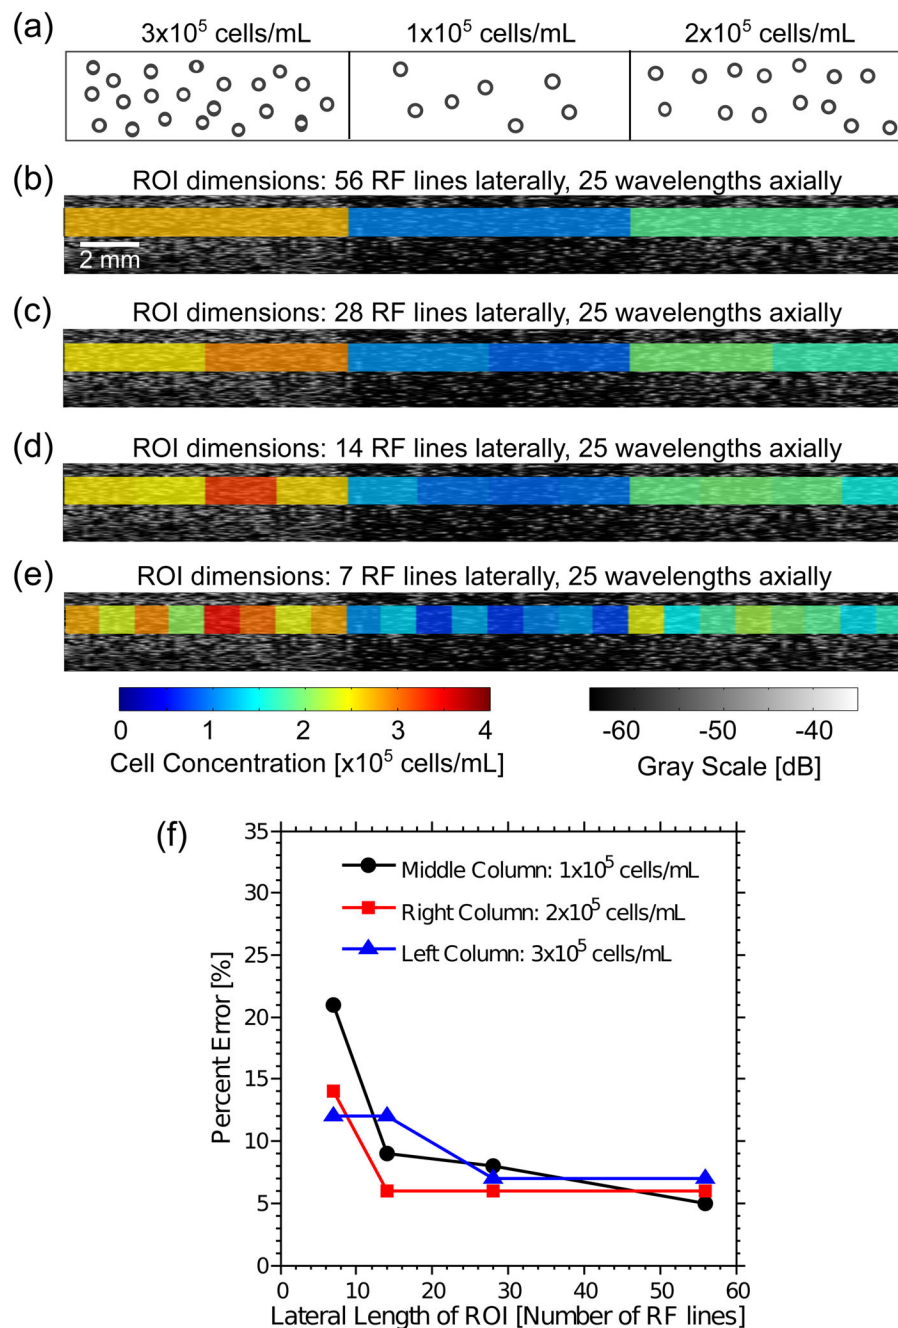 (a)
3x10⁵ cells/mL 1x10⁵ cells/mL 2x10⁵ cells/mL
(b)
ROI dimensions: 56 RF lines laterally, 25 wavelengths axially
2 mm
(c)
ROI dimensions: 28 RF lines laterally, 25 wavelengths axially
(d)
ROI dimensions: 14 RF lines laterally, 25 wavelengths axially
(e)
ROI dimensions: 7 RF lines laterally, 25 wavelengths axially
0 1 2 3 4
Cell Concentration [x10⁵ cells/mL]
-60 -50 -40
Gray Scale [dB]
(f)
35
30
25
20
15
10
5
0
Percent Error [%]
Middle Column: 1x10⁵ cells/mL
Right Column: 2x10⁵ cells/mL
Left Column: 3x10⁵ cells/mL
0 10 20 30 40 50 60
Lateral Length of ROI [Number of RF lines]